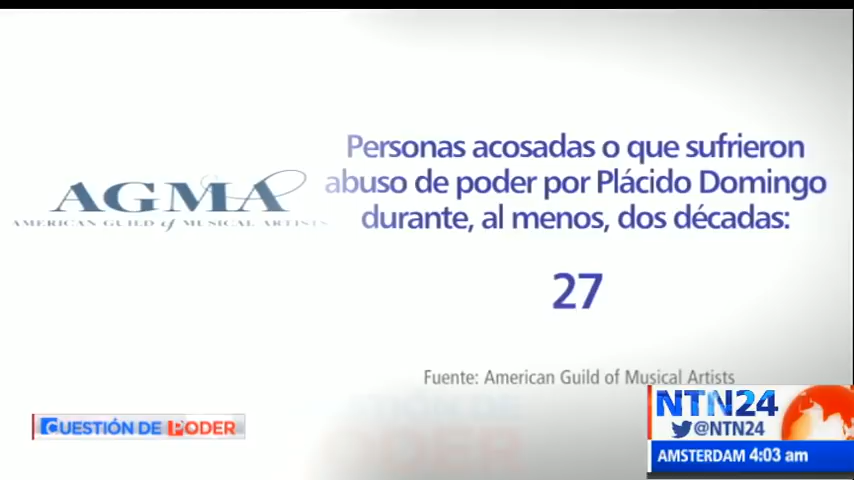 Personas acosadas o que sufrieron
abuso de poder por Plácido Domingo
durante, al menos, dos décadas:
27
AGMA
AMERICAN GUILD of MUSICAL ARTISTS
Fuente: American Guild of Musical Artists
CUESTIÓN DE PODER
NTN24
@NTN24
AMSTERDAM 4:03 am